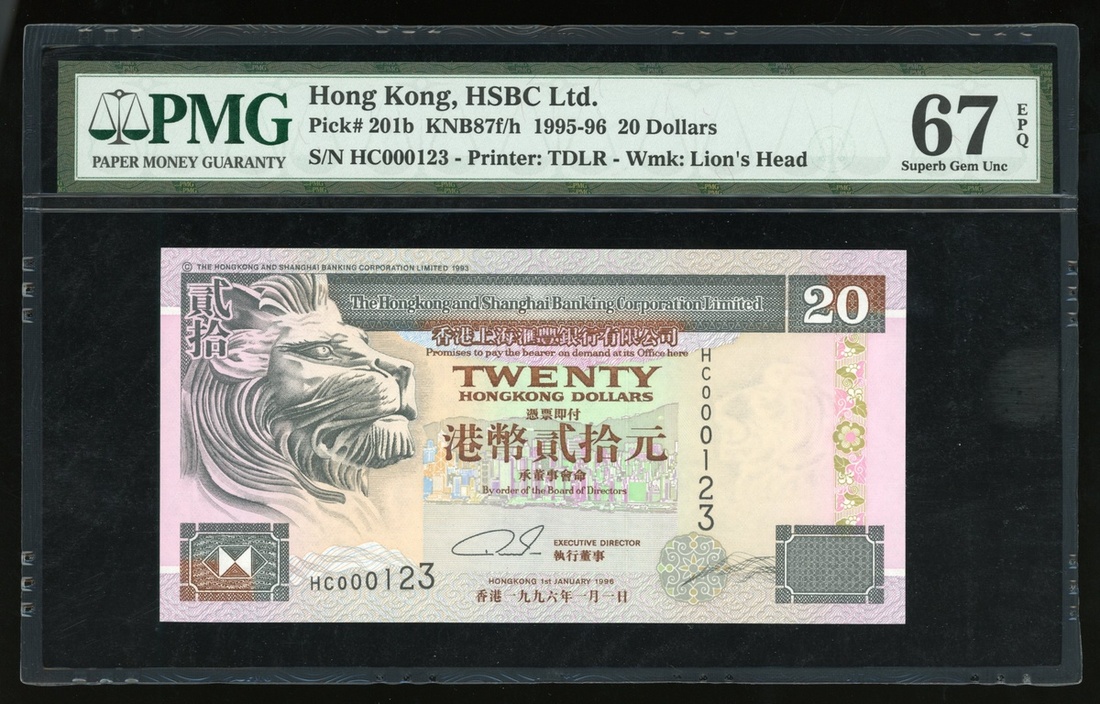 PMG
PAPER MONEY GUARANTY
Hong Kong, HSBC Ltd.
Pick# 201b KNB87f/h 1995-96 20 Dollars
S/N HC000123 - Printer: TDLR - Wmk: Lion's Head
67
EPQ
Superb Gem Unc
© THE HONGKONG AND SHANGHAI BANKING CORPORATION LIMITED 1993
貳拾
The Hongkong and Shanghai Banking Corporation Limited
20
香港上海滙豐銀行有限公司
Promises to pay the bearer on demand at its Office here
TWENTY
HONGKONG DOLLARS
憑票即付
港幣貳拾元
承董事會命
By order of the Board of Directors
HC000123
EXECUTIVE DIRECTOR
執行董事
HC000123
HONGKONG 1st JANUARY 1996
香港一九九六年一月一日